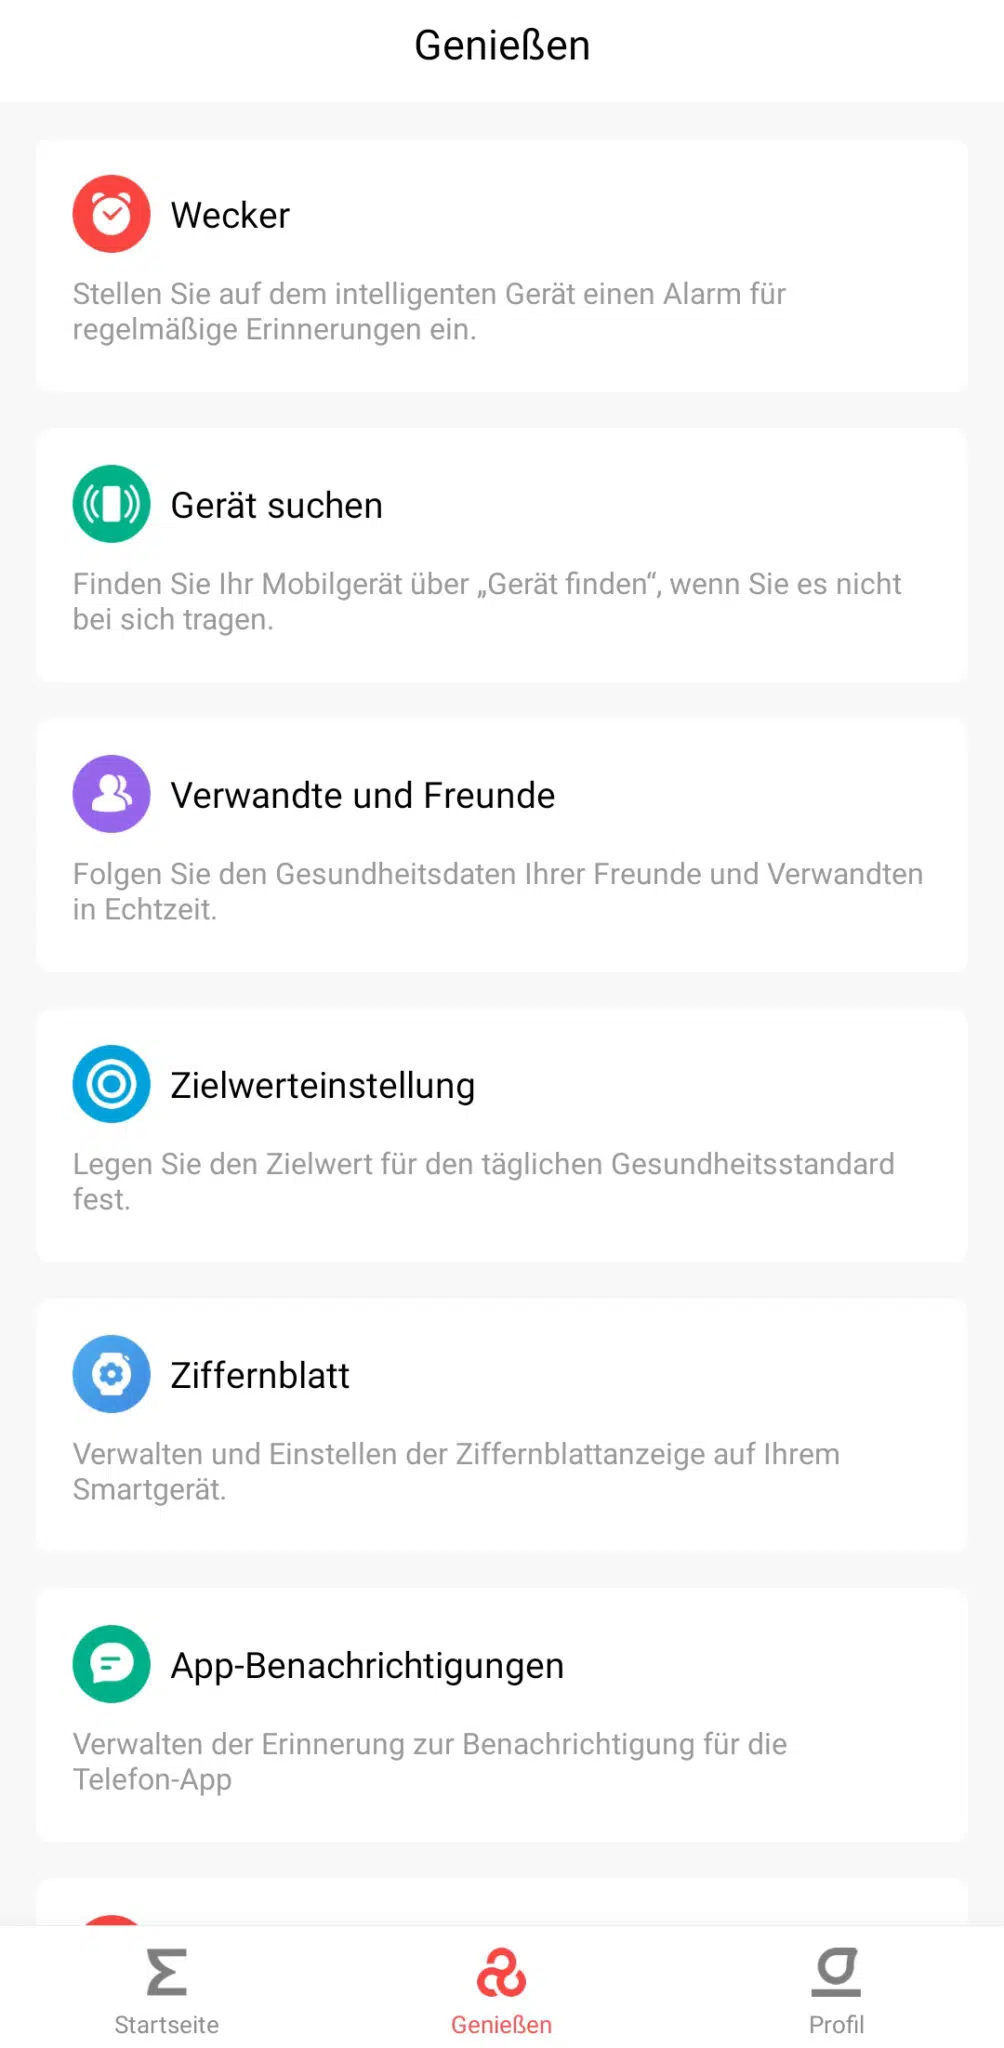 Genießen
Wecker
Stellen Sie auf dem intelligenten Gerät einen Alarm für
regelmäßige Erinnerungen ein.
Gerät suchen
Finden Sie Ihr Mobilgerät über „Gerät finden“, wenn Sie es nicht
bei sich tragen.
Verwandte und Freunde
Folgen Sie den Gesundheitsdaten Ihrer Freunde und Verwandten
in Echtzeit.
Zielwerteinstellung
Legen Sie den Zielwert für den täglichen Gesundheitsstandard
fest.
Ziffernblatt
Verwalten und Einstellen der Ziffernblattanzeige auf Ihrem
Smartgerät.
App-Benachrichtigungen
Verwalten der Erinnerung zur Benachrichtigung für die
Telefon-App
Startseite
Genießen
Profil